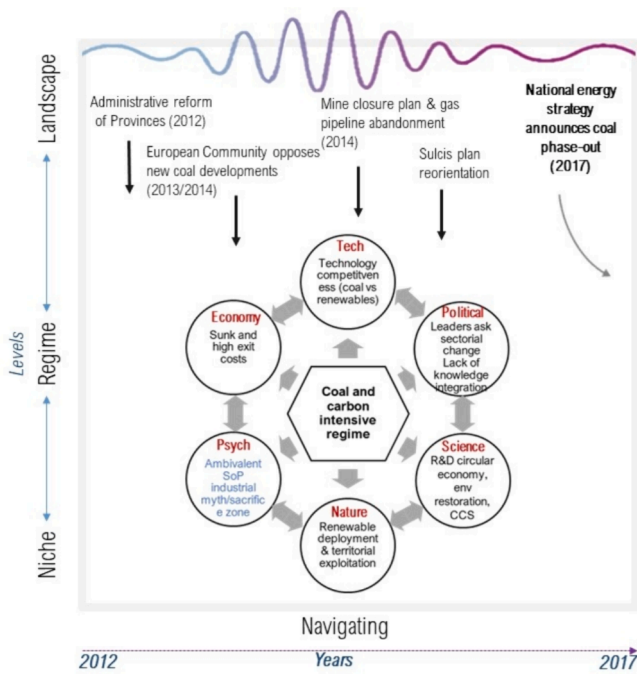 Landscape
Regime
Niche
Levels
Administrative reform
of Provinces (2012)
European Community opposes
new coal developments
(2013/2014)
Mine closure plan & gas
pipeline abandonment
(2014)
Sulcis plan
reorientation
National energy
strategy
announces coal
phase-out
(2017)
Tech
Technology
competitiven
ess (coal vs
renewables)
Economy
Sunk and
high exit
costs
Political
Leaders ask
sectorial
change
Lack of
knowledge
integration
Coal and
carbon
intensive
regime
Psych
Ambivalent
SoP
industrial
myth/sacrific
e zone
Science
R&D circular
economy,
env
restoration,
CCS
Nature
Renewable
deployment
& territorial
exploitation
Navigating
2012
Years
2017